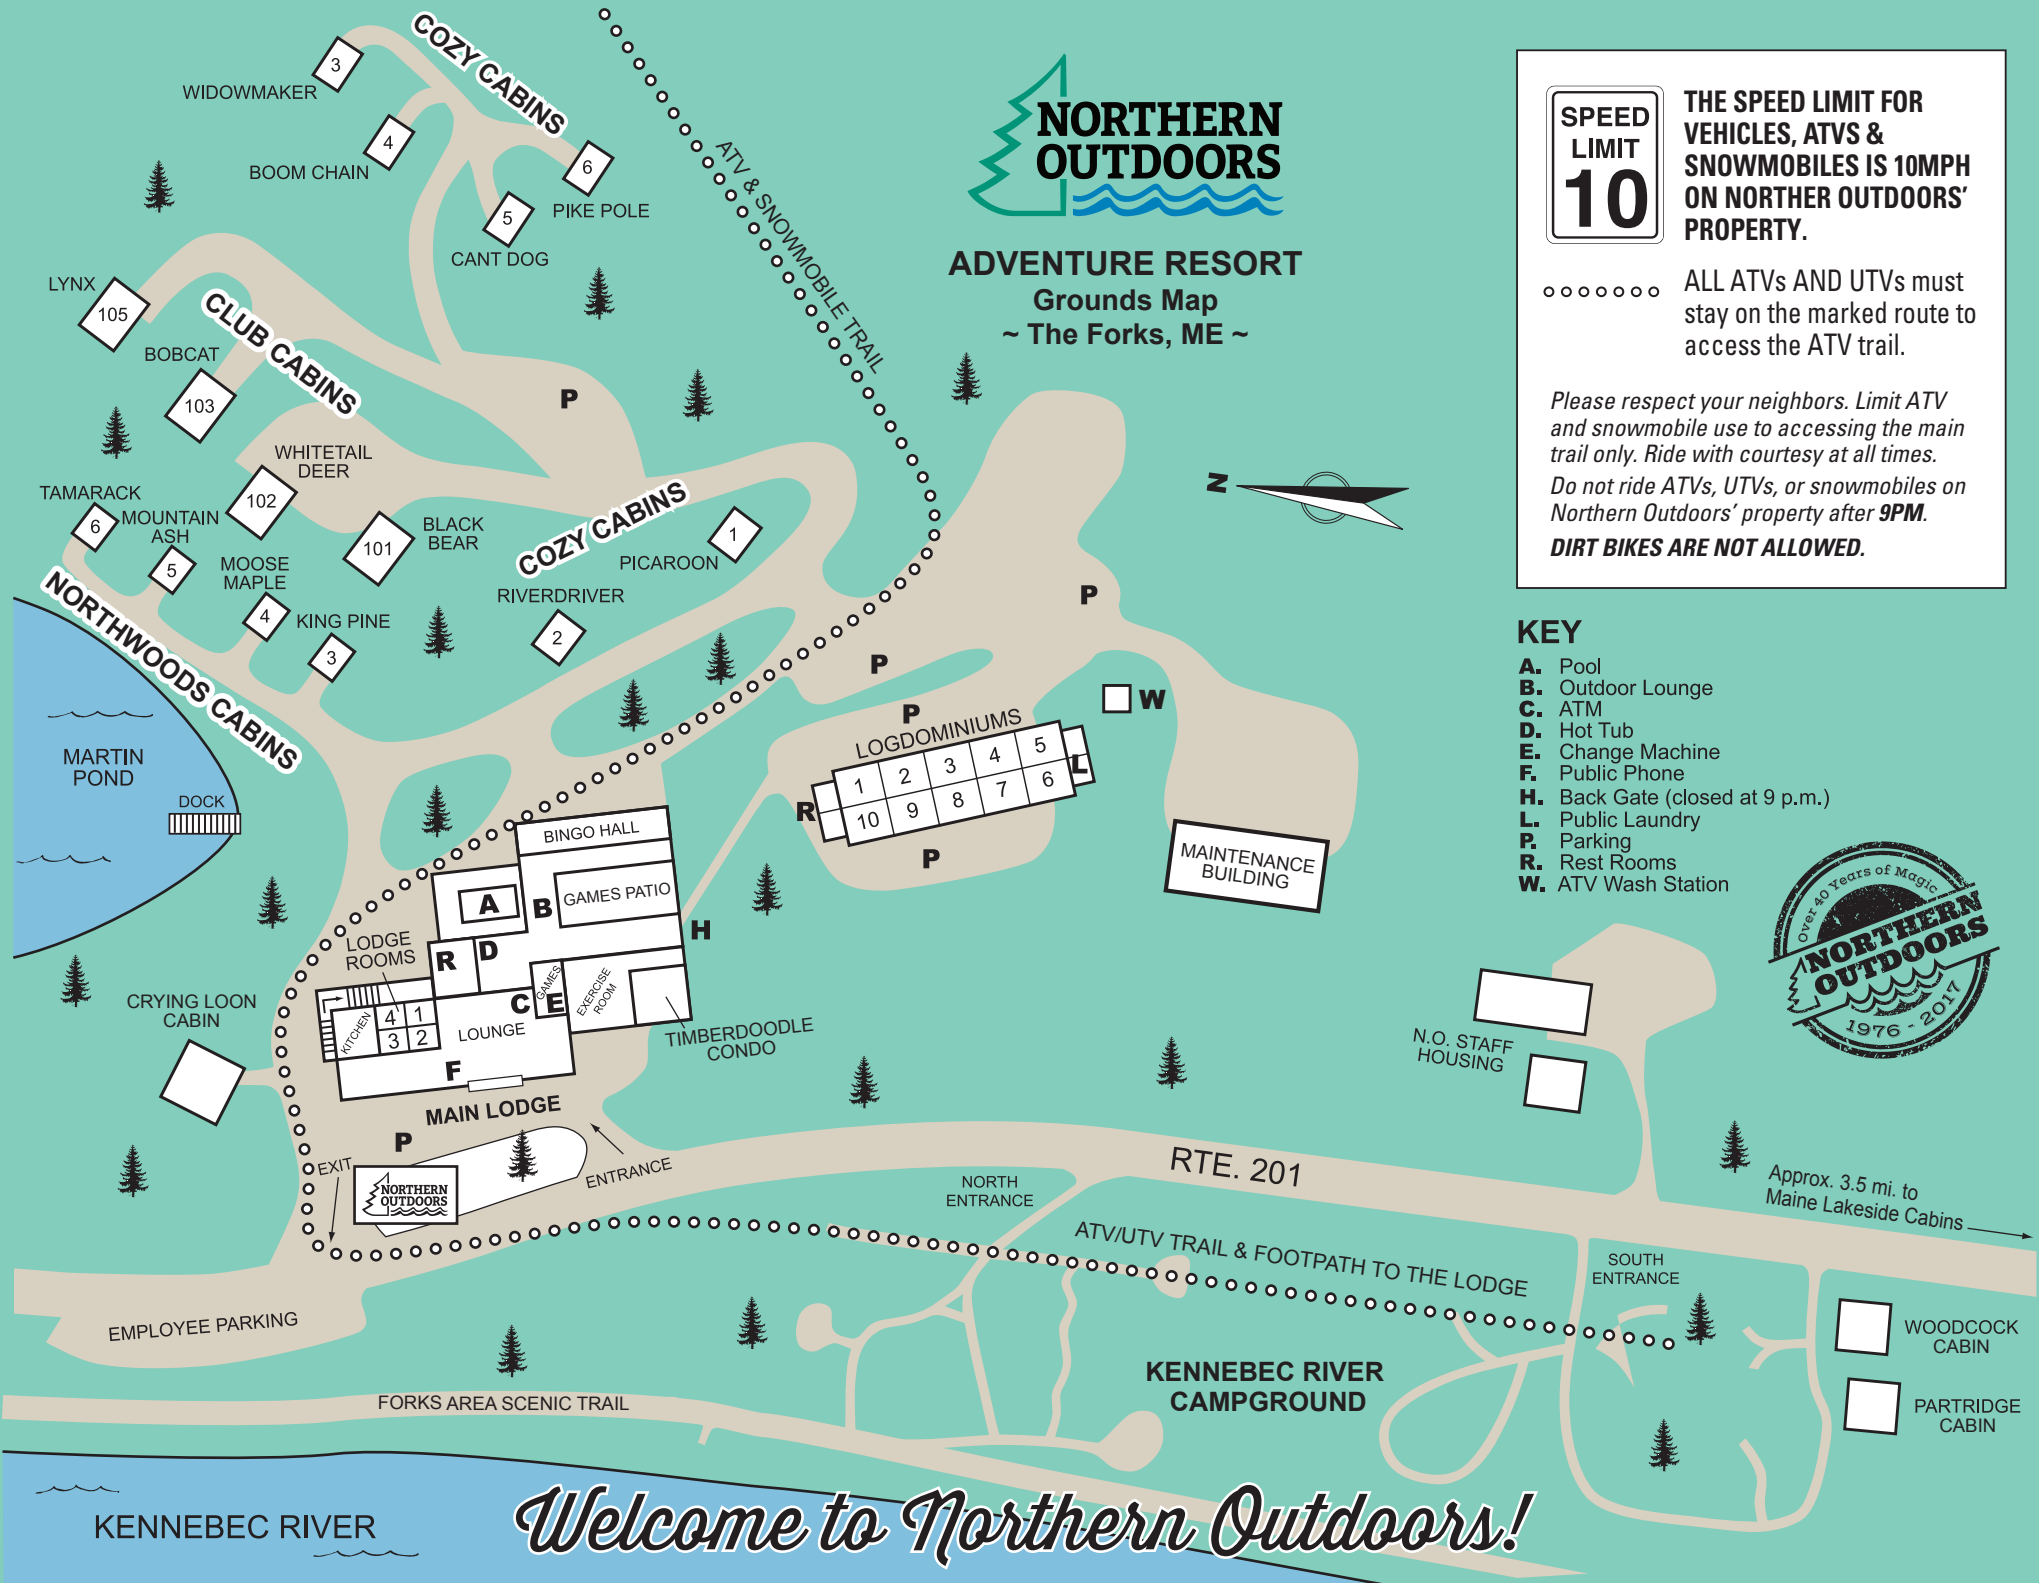 COZY CABINS
3
WIDOWMAKER
4
BOOM CHAIN
6
PIKE POLE
5
CANT DOG
ATV & SNOWMOBILE TRAIL
NORTHERN
OUTDOORS
ADVENTURE RESORT
Grounds Map
~ The Forks, ME ~
SPEED
LIMIT
10
THE SPEED LIMIT FOR
VEHICLES, ATVS &
SNOWMOBILES IS 10MPH
ON NORTHER OUTDOORS'
PROPERTY.
ALL ATVs AND UTVs must
stay on the marked route to
access the ATV trail.
Please respect your neighbors. Limit ATV
and snowmobile use to accessing the main
trail only. Ride with courtesy at all times.
Do not ride ATVs, UTVs, or snowmobiles on
Northern Outdoors' property after 9PM.
DIRT BIKES ARE NOT ALLOWED.
LYNX
105
CLUB CABINS
BOBCAT
103
P
WHITETAIL
DEER
102
TAMARACK
6
MOUNTAIN
ASH
5
MOOSE
MAPLE
4
KING PINE
3
BLACK
BEAR
101
COZY CABINS
PICAROON
1
RIVERDRIVER
2
NORTHWOODS CABINS
N
P
P
P
W
LOGDOMINIUMS
1
2
3
4
5
10
9
8
7
6
L
R
P
MAINTENANCE
BUILDING
KEY
A. Pool
B. Outdoor Lounge
C. ATM
D. Hot Tub
E. Change Machine
F. Public Phone
H. Back Gate (closed at 9 p.m.)
L. Public Laundry
P. Parking
R. Rest Rooms
W. ATV Wash Station
Over 40 Years of Magic
NORTHERN
OUTDOORS
1976 - 2017
MARTIN
POND
DOCK
BINGO HALL
GAMES PATIO
A
B
H
LODGE
ROOMS
R
D
GAMES
C
E
EXERCISE
ROOM
KITCHEN
4
1
3
2
LOUNGE
F
TIMBERDOODLE
CONDO
CRYING LOON
CABIN
MAIN LODGE
P
EXIT
NORTHERN
OUTDOORS
ENTRANCE
N.O. STAFF
HOUSING
RTE. 201
Approx. 3.5 mi. to
Maine Lakeside Cabins
NORTH
ENTRANCE
ATV/UTV TRAIL & FOOTPATH TO THE LODGE
SOUTH
ENTRANCE
EMPLOYEE PARKING
WOODCOCK
CABIN
PARTRIDGE
CABIN
KENNEBEC RIVER
CAMPGROUND
FORKS AREA SCENIC TRAIL
KENNEBEC RIVER
Welcome to Northern Outdoors!